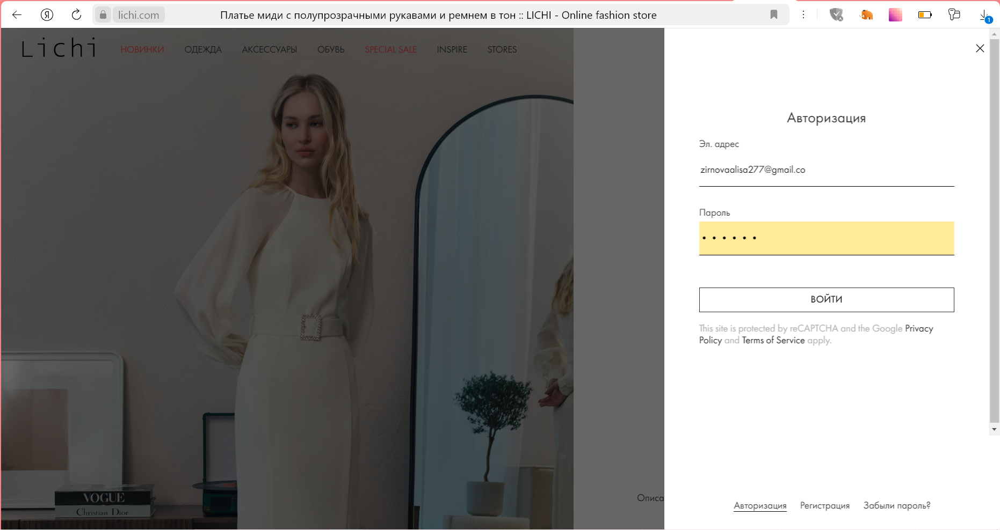 Я lichi.com Платье миди с полупрозрачными рукавами и ремнем в тон :: LICHI - Online fashion store 1
Lichi НОВИНКИ ОДЕЖДА АКСЕССУАРЫ ОБУВЬ SPECIAL SALE INSPIRE STORES
Авторизация
Эл. адрес
zirnovaalisa277@gmail.co
Пароль
ВОЙТИ
This site is protected by reCAPTCHA and the Google Privacy
Policy and Terms of Service apply.
VOGUE
Christian Dior
Описа
Авторизация Регистрация Забыли пароль?